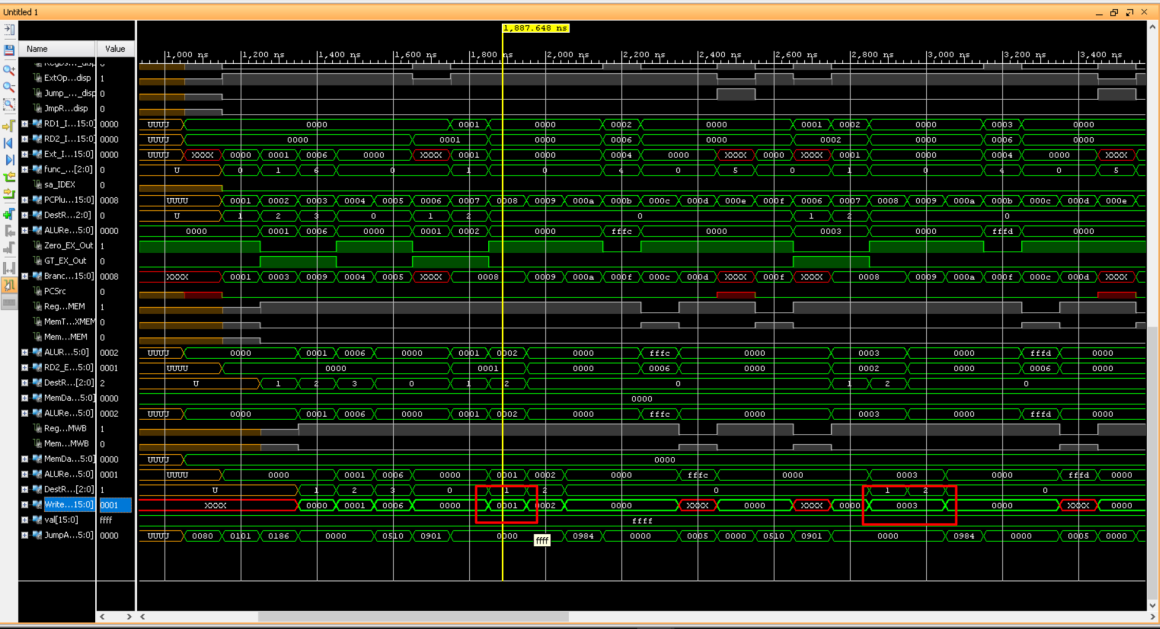 Untitled 1
1,887.648 ns
Name Value
1,000 ns 1,200 ns 1,400 ns 1,600 ns 1,800 ns 2,000 ns 2,200 ns 2,400 ns 2,600 ns 2,800 ns 3,000 ns 3,200 ns 3,400 ns
ExtOp...disp 1
Jump_..._disp 0
JmpR...disp 0
RD1_I...15:0] 0000 UUUU 0000 0001 0000 0002 0000 0001 0002 0000 0003 0000
RD2_I...15:0] 0000 UUUU 0000 0001 0000 0006 0000 0002 0000 0006 0000
Ext_I...15:0] 0000 UUUU XXXX 0000 0001 0006 0000 XXXX 0001 0000 0004 0000 XXXX 0000 XXXX 0001 0000 0004 0000 XXXX
func_...[2:0] 0 U 0 1 6 0 1 0 4 0 5 0 1 0 4 0 5
sa_IDEX 0
PCPlu...15:0] 0008 UUUU 0001 0002 0003 0004 0005 0006 0007 0008 0009 000a 000b 000c 000d 000e 000f 0006 0007 0008 0009 000a 000b 000c 000d 000e
DestR...2:0] 0 U 1 2 3 0 1 2 0 1 2 0
ALURe...5:0] 0000 0000 0001 0006 0000 0001 0002 0000 fffc 0000 0003 0000 fffd 0000
Zero_EX_Out 1
GT_EX_Out 0
Branc...15:0] 0008 XXXX 0001 0003 0009 0004 0005 XXXX 0008 0009 000a 000f 000c 000d XXXX 000f XXXX 0008 0009 000a 000f 000c 000d XXXX
PCSrc 0
Reg...MEM 1
MemT...XMEM 0
Mem...MEM 0
ALUR...5:0] 0002 UUUU 0000 0001 0006 0000 0001 0002 0000 fffc 0000 0003 0000 fffd 0000
RD2_E...5:0] 0001 UUUU 0000 0001 0000 0006 0000 0002 0000 0006 0000
DestR...[2:0] 2 U 1 2 3 0 1 2 0 1 2 0
MemDa...5:0] 0000 0000
ALURe...5:0] 0002 UUUU 0000 0001 0006 0000 0001 0002 0000 fffc 0000 0003 0000 fffd 0000
Reg...MWB 1
Mem...MWB 0
MemDa...5:0] 0000 UUUU 0000
ALURe...5:0] 0001 UUUU 0000 0001 0006 0000 0001 0002 0000 fffc 0000 0003 0000 fffd 0000
DestR...[2:0] 1 U 1 2 3 0 1 2 0 1 2 0
Write...15:0] 0001 XXXX 0000 0001 0006 0000 0001 0002 0000 XXXX 0000 XXXX 0000 0003 0000 XXXX 0000
val[15:0] ffff ffff
JumpA...5:0] 0000 UUUU 0080 0101 0186 0000 0510 0901 0000 0984 0000 0005 0000 0510 0901 0000 0984 0000 0005 0000
ffff